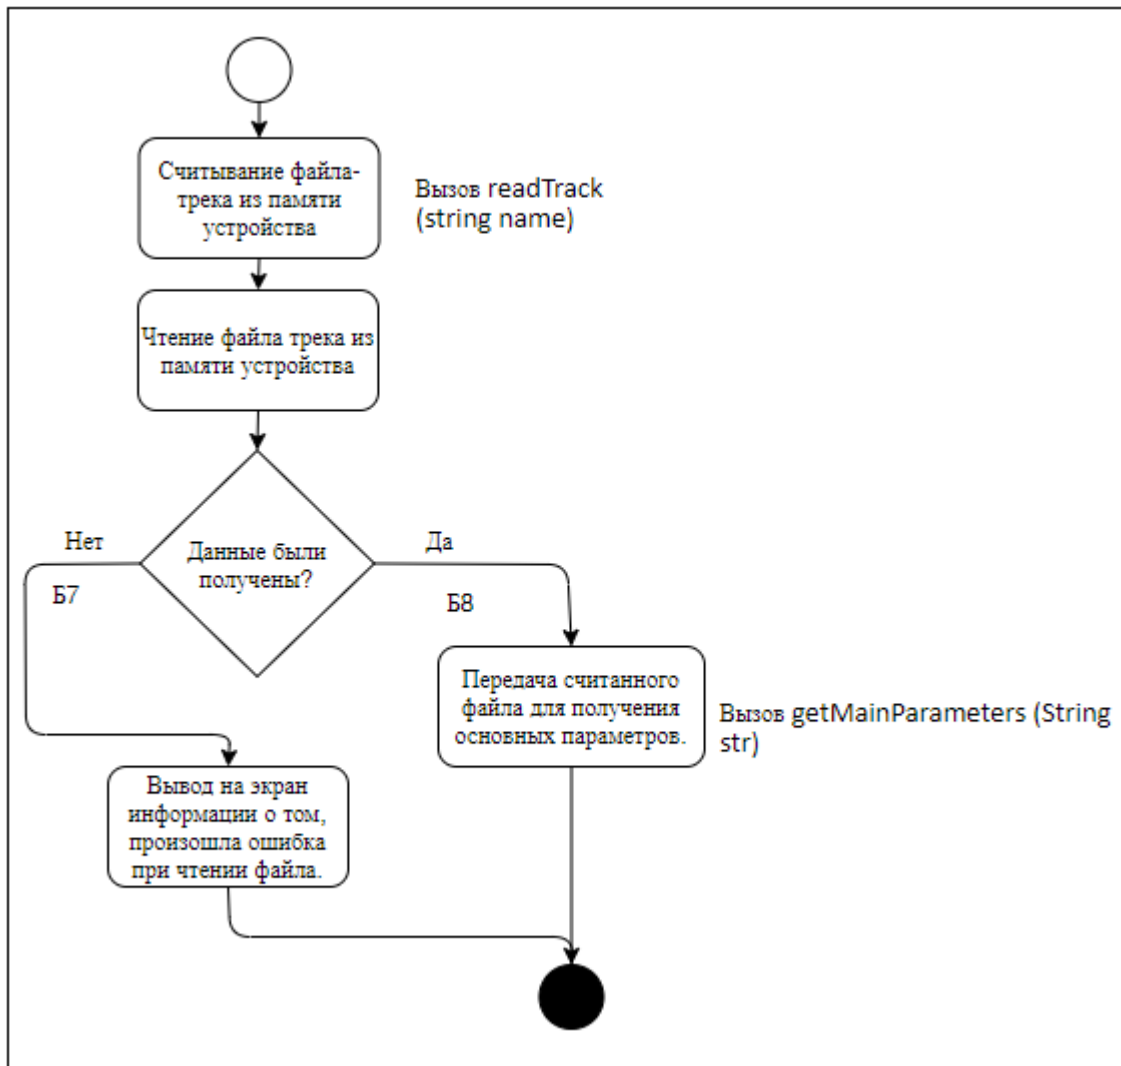 Считывание файла-
трека из памяти
устройства
Вызов readTrack
(string name)
Чтение файла трека из
памяти устройства
Нет
Данные были
получены?
Да
Б7
Б8
Передача считанного
файла для получения
основных параметров.
Вызов getMainParameters (String
str)
Вывод на экран
информации о том,
произошла ошибка
при чтении файла.